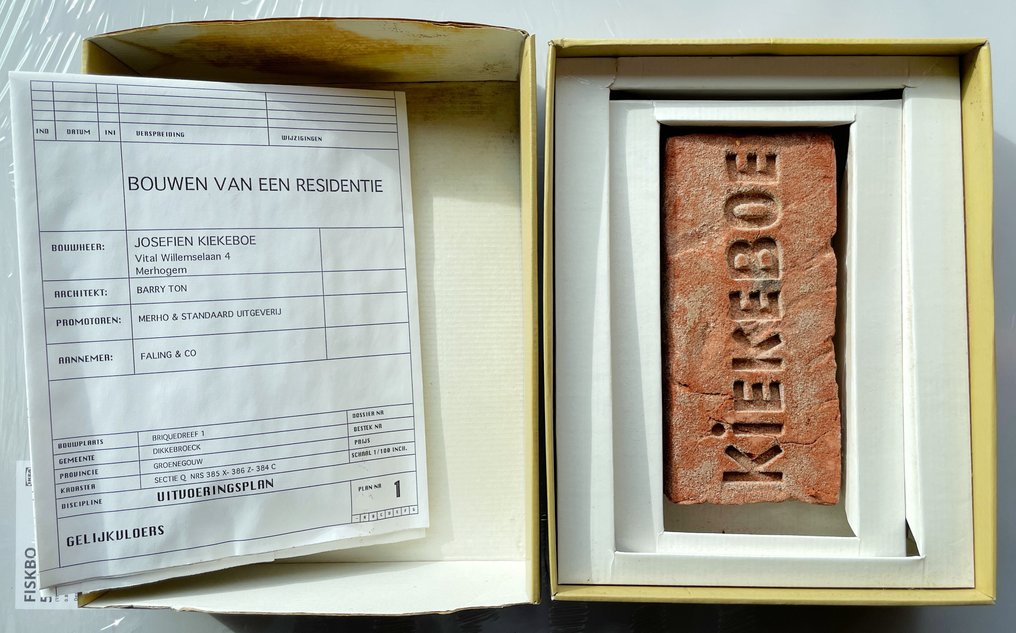 IND DATUM INI VERSPREIDING WIJZIGINGEN
BOUWEN VAN EEN RESIDENTIE
BOUWHEER: JOSEFIEN KIEKEBOE
Vital Willemselaan 4
Merhogem
ARCHITEKT: BARRY TON
PROMOTOREN: MERHO & STANDAARD UITGEVERIJ
AANNEMER: FALING & CO
DOSSIER NR
BOUWPLAATS BRIQUEDREEF 1 BESTEK NR
GEMEENTE DIKKEBROECK PRIJS
PROVINCIE GROENEGOUW SCHAAL 1/100 INCH.
KADASTER SECTIE Q NRS 385 X- 386 Z- 384 C
DISCIPLINE UITVOERINGSPLAN PLAN NR 1
GELIJKVLOERS
KiEKEBOE
FISKBO